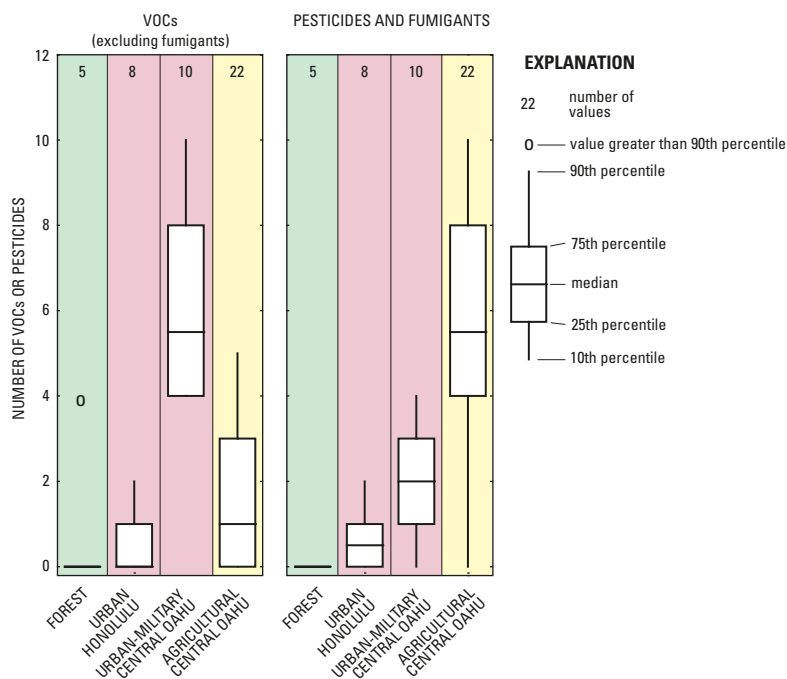 VOCs
(excluding fumigants)
PESTICIDES AND FUMIGANTS
NUMBER OF VOCs OR PESTICIDES
12
10
8
6
4
2
0
5
8
10
22
5
8
10
22
O
FOREST
URBAN
HONOLULU
URBAN-MILITARY
CENTRAL OAHU
AGRICULTURAL
CENTRAL OAHU
FOREST
URBAN
HONOLULU
URBAN-MILITARY
CENTRAL OAHU
AGRICULTURAL
CENTRAL OAHU
EXPLANATION
22 number of
values
O value greater than 90th percentile
90th percentile
75th percentile
median
25th percentile
10th percentile